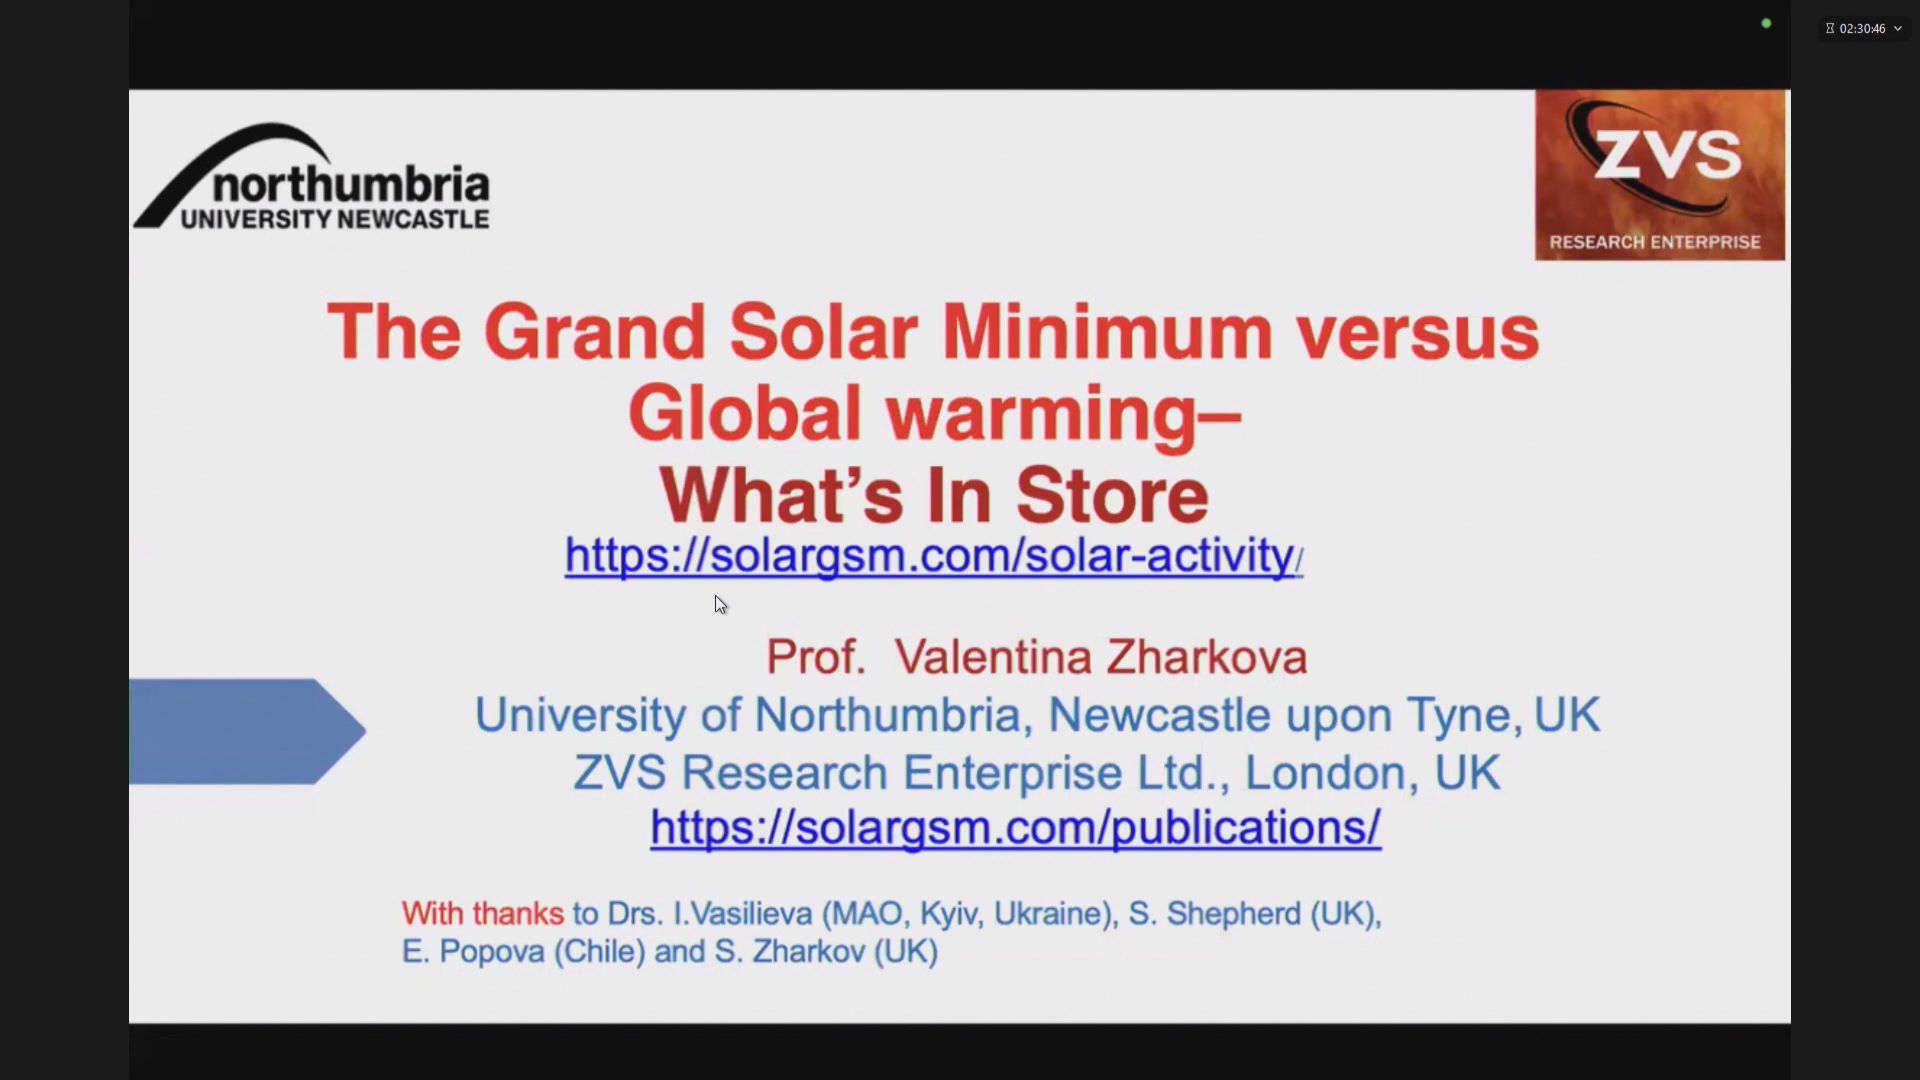 02:30:46
northumbria
UNIVERSITY NEWCASTLE
ZVS
RESEARCH ENTERPRISE
The Grand Solar Minimum versus
Global warming–
What's In Store
https://solargsm.com/solar-activity/
Prof. Valentina Zharkova
University of Northumbria, Newcastle upon Tyne, UK
ZVS Research Enterprise Ltd., London, UK
https://solargsm.com/publications/
With thanks to Drs. I.Vasilieva (MAO, Kyiv, Ukraine), S. Shepherd (UK),
E. Popova (Chile) and S. Zharkov (UK)